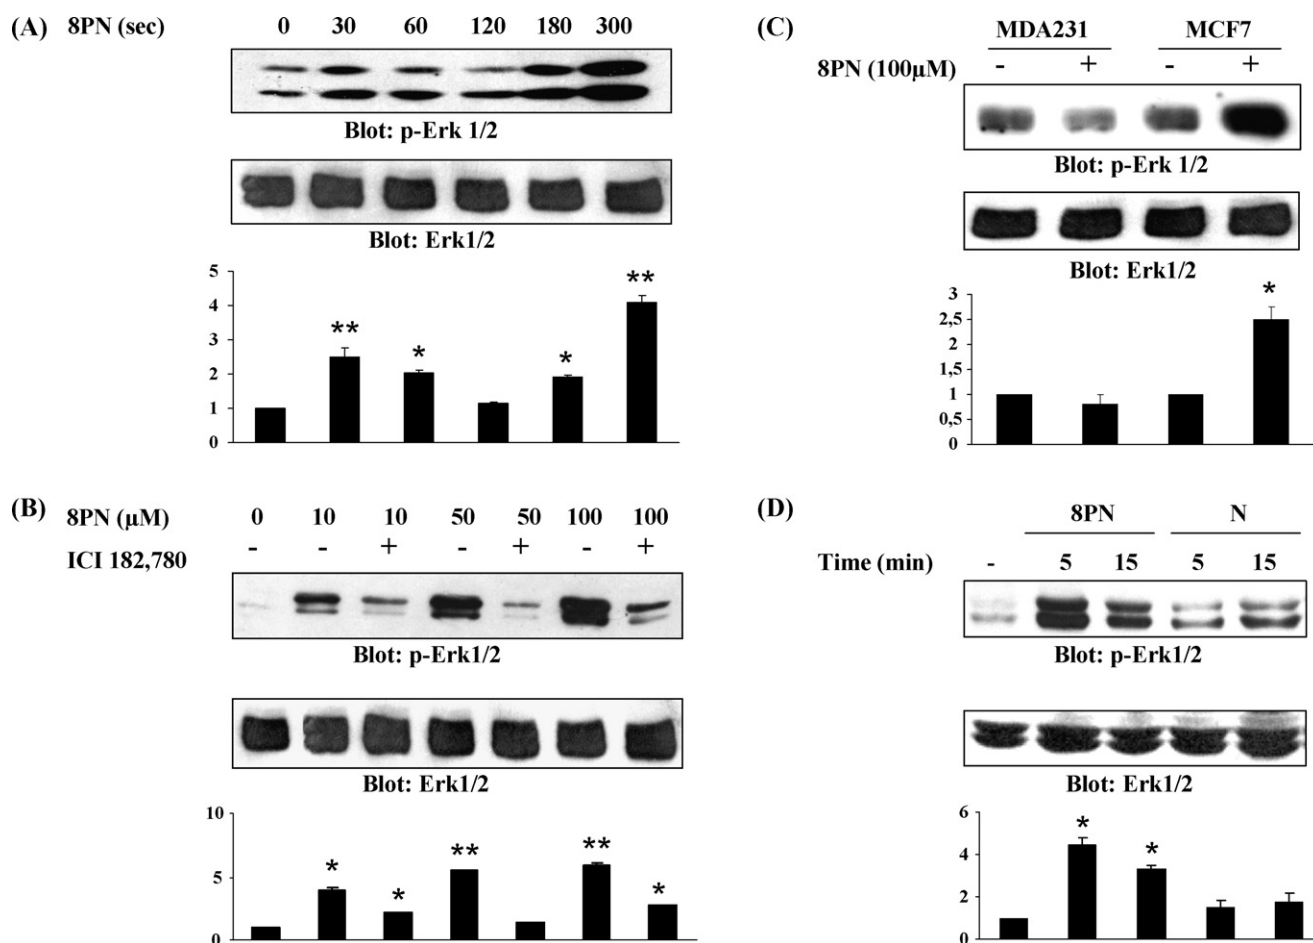 (A) 8PN (sec) 0 30 60 120 180 300
Blot: p-Erk 1/2
Blot: Erk1/2
5
** **
4
3
**
* *
2
1
0
(B) 8PN (µM) 0 10 10 50 50 100 100
ICI 182,780 - - + - + - +
Blot: p-Erk1/2
Blot: Erk1/2
10
** **
* * *
5
0
(C) MDA231 MCF7
8PN (100µM) - + - +
Blot: p-Erk 1/2
Blot: Erk1/2
3
*
2,5
2
1,5
1
0,5
0
(D) 8PN N
Time (min) - 5 15 5 15
Blot: p-Erk1/2
Blot: Erk1/2
6
* *
4
2
0